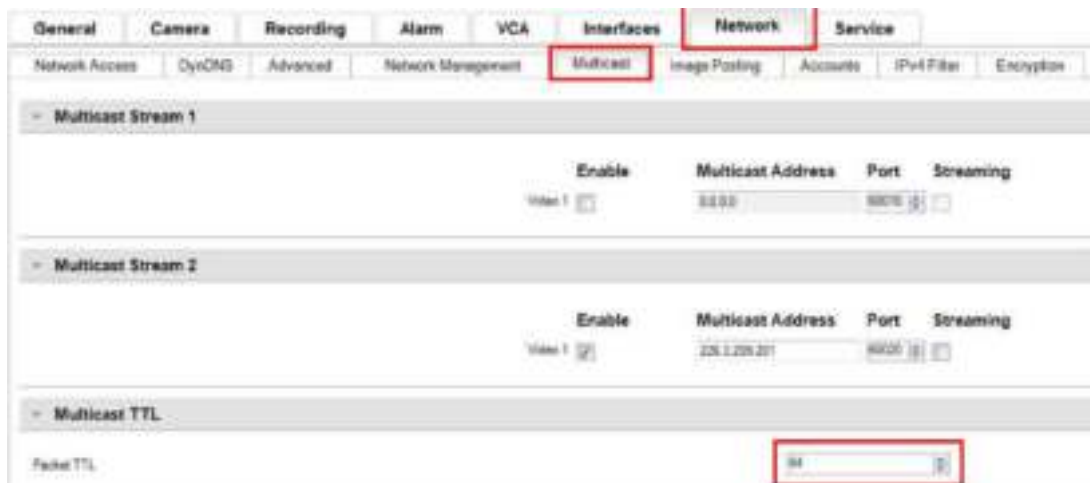 General Camera Recording Alarm VCA Interfaces Network Service
Network Access DynDNS Advanced Network Management Multicast Image Posting Accounts IPv4 Filter Encryption
Multicast Stream 1
Enable Multicast Address Port Streaming
Video 1 0.0.0.0
Multicast Stream 2
Enable Multicast Address Port Streaming
Video 1
Multicast TTL
Packet TTL 64